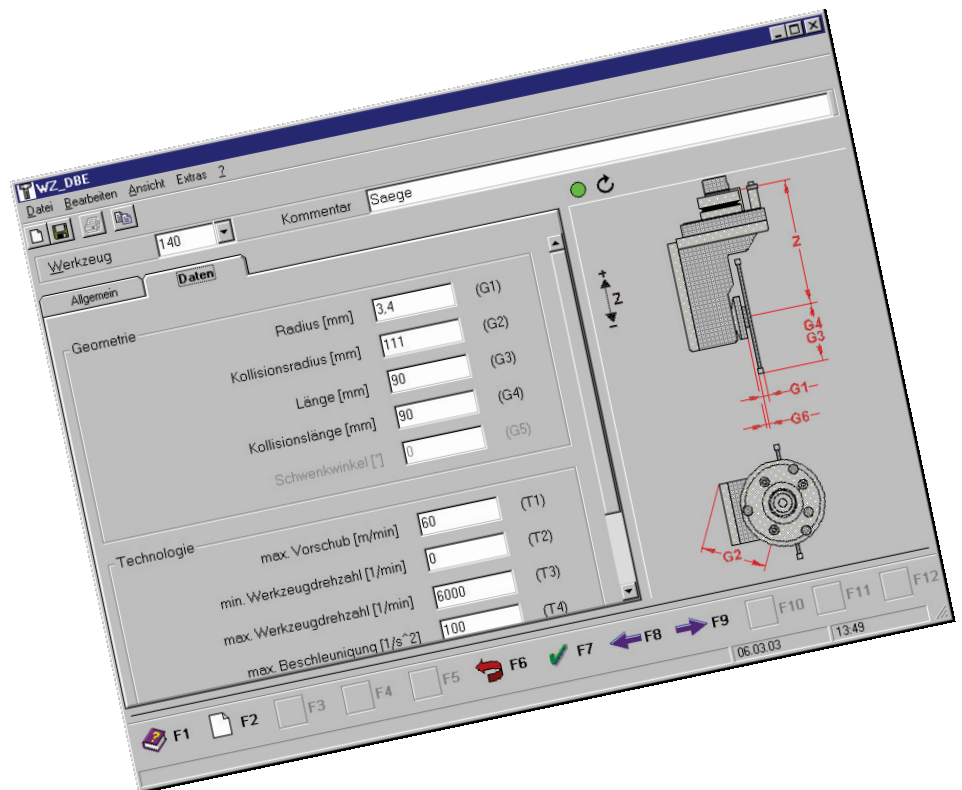 WZ_DBE
Datei Bearbeiten Ansicht Extras ?
Werkzeug 140 Kommentar Saege
Allgemein Daten
Geometrie
Radius [mm] 3,4 (G1)
Kollisionsradius [mm] 111 (G2)
Länge [mm] 90 (G3)
Kollisionslänge [mm] 90 (G4)
Schwenkwinkel [°] 0 (G5)
Technologie
max. Vorschub [m/min] 60 (T1)
min. Werkzeugdrehzahl [1/min] 0 (T2)
max. Werkzeugdrehzahl [1/min] 6000 (T3)
max. Beschleunigung [1/s^2] 100 (T4)
+
Z
-
Z
G4
G3
G1
G6
G2
F1 F2 F3 F4 F5 F6 F7 F8 F9 F10 F11 F12
06.03.03 13:49